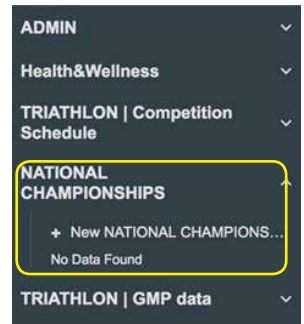 ADMIN
Health&Wellness
TRIATHLON | Competition
Schedule
NATIONAL
CHAMPIONSHIPS
+ New NATIONAL CHAMPIONS...
No Data Found
TRIATHLON | GMP data